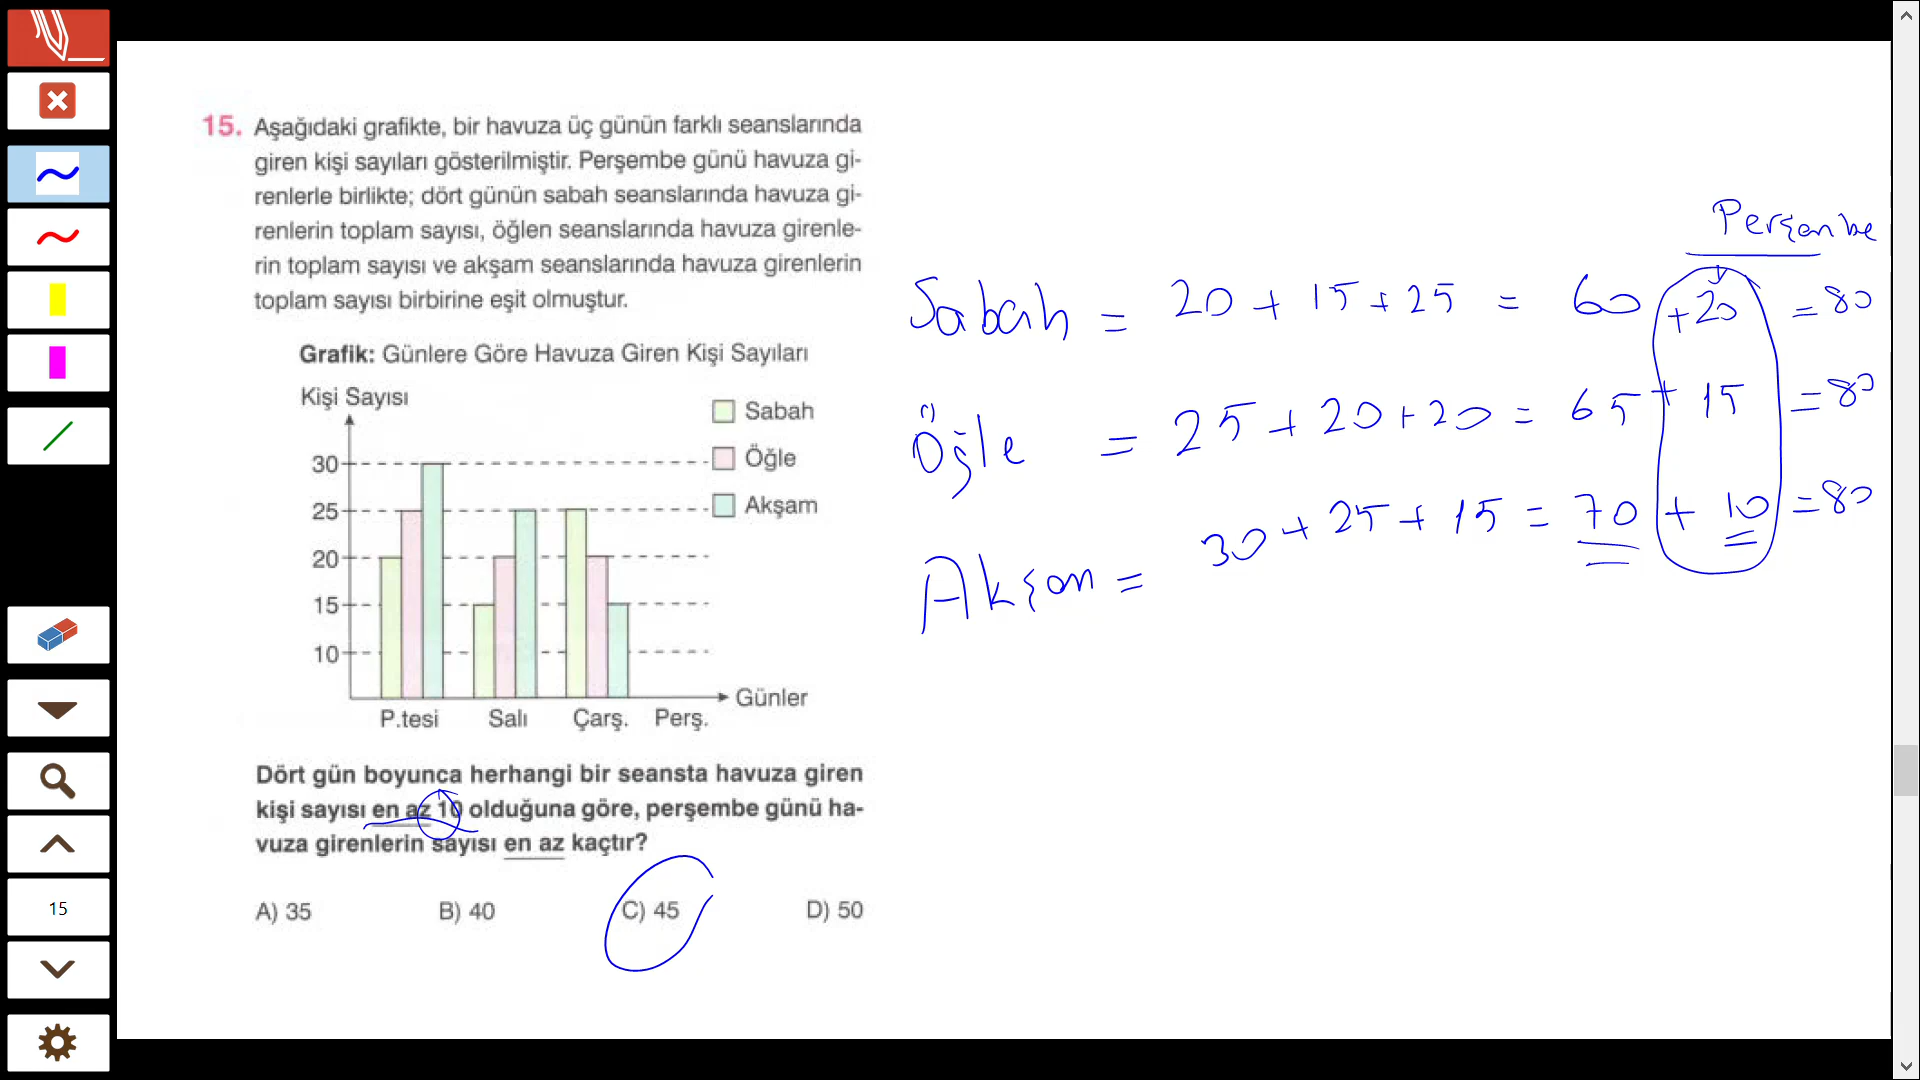 15. Aşağıdaki grafikte, bir havuza üç günün farklı seanslarında
giren kişi sayıları gösterilmiştir. Perşembe günü havuza gi-
renlerle birlikte; dört günün sabah seanslarında havuza gi-
renlerin toplam sayısı, öğlen seanslarında havuza girenle-
rin toplam sayısı ve akşam seanslarında havuza girenlerin
toplam sayısı birbirine eşit olmuştur.
Grafik: Günlere Göre Havuza Giren Kişi Sayıları
Kişi Sayısı
Sabah
Öğle
Akşam
30
25
20
15
10
Günler
P.tesi Salı Çarş. Perş.
Dört gün boyunca herhangi bir seansta havuza giren
kişi sayısı en az 10 olduğuna göre, perşembe günü ha-
vuza girenlerin sayısı en az kaçtır?
A) 35 B) 40 C) 45 D) 50
Perşembe
Sabah = 20 + 15 + 25 = 60 + 20 = 80
Öğle = 25 + 20 + 20 = 65 + 15 = 80
Akşam = 30 + 25 + 15 = 70 + 10 = 80
15